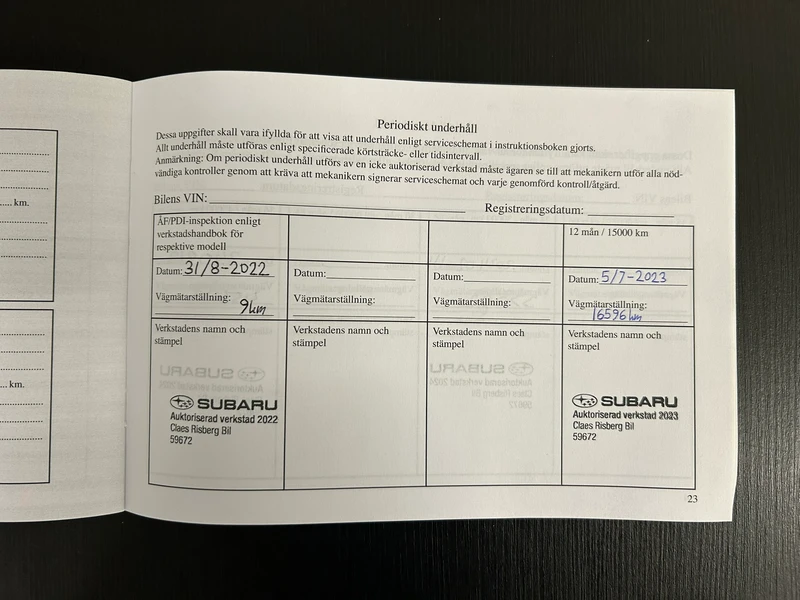 Periodiskt underhåll
Dessa uppgifter skall vara ifyllda för att visa att underhåll enligt serviceschemat i instruktionsboken gjorts.
Allt underhåll måste utföras enligt specificerade körtsträcke- eller tidsintervall.
Anmärkning: Om periodiskt underhåll utförs av en icke auktoriserad verkstad måste ägaren se till att mekanikern utför alla nöd-
vändiga kontroller genom att kräva att mekanikern signerar serviceschemat och varje genomförd kontroll/åtgärd.
Bilens VIN:
Registreringsdatum:
ÅF/PDI-inspektion enligt
verkstadshandbok för
respektive modell
Datum: 31/8-2022
Vägmätarställning:
9km
Verkstadens namn och
stämpel
SUBARU
Auktoriserad verkstad 2022
Claes Risberg Bil
59672
Datum:
Vägmätarställning:
Verkstadens namn och
stämpel
Datum:
Vägmätarställning:
Verkstadens namn och
stämpel
12 mån / 15000 km
Datum: 5/7-2023
Vägmätarställning:
16596km
Verkstadens namn och
stämpel
SUBARU
Auktoriserad verkstad 2023
Claes Risberg Bil
59672
km.
km.
23